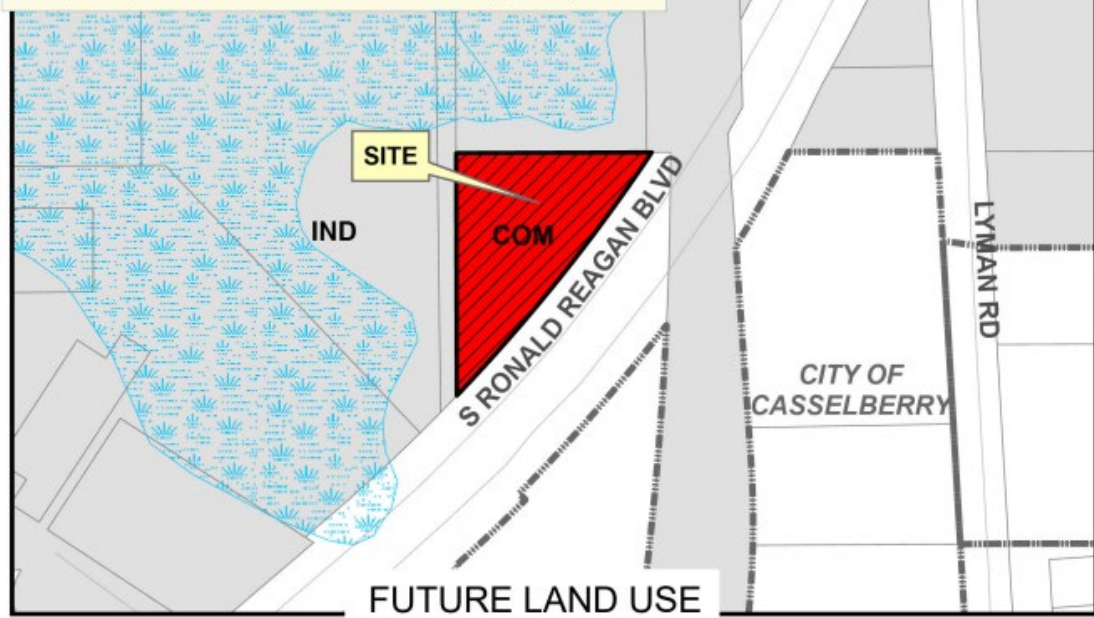 SITE
IND
COM
S RONALD REAGAN BLVD
LYMAN RD
CITY OF
CASSELBERRY
FUTURE LAND USE